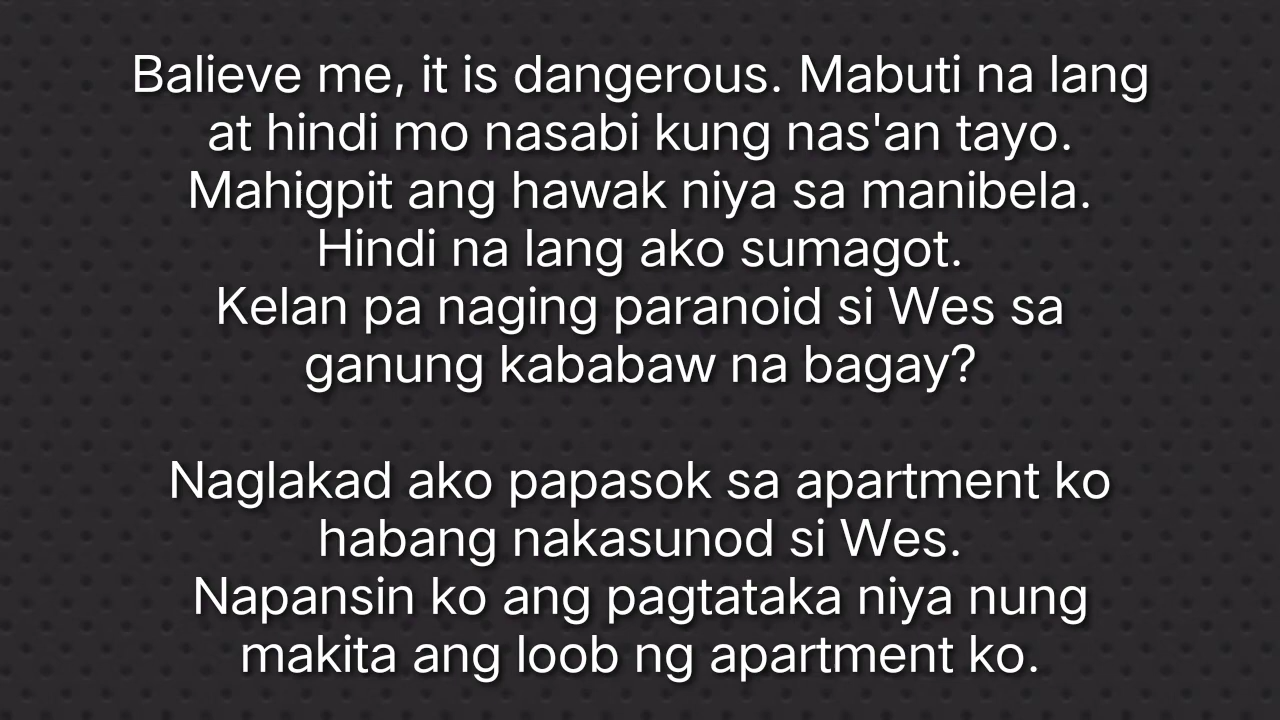 Balieve me, it is dangerous. Mabuti na lang
at hindi mo nasabi kung nas'an tayo.
Mahigpit ang hawak niya sa manibela.
Hindi na lang ako sumagot.
Kelan pa naging paranoid si Wes sa
ganung kababaw na bagay?
Naglakad ako papasok sa apartment ko
habang nakasunod si Wes.
Napansin ko ang pagtataka niya nung
makita ang loob ng apartment ko.